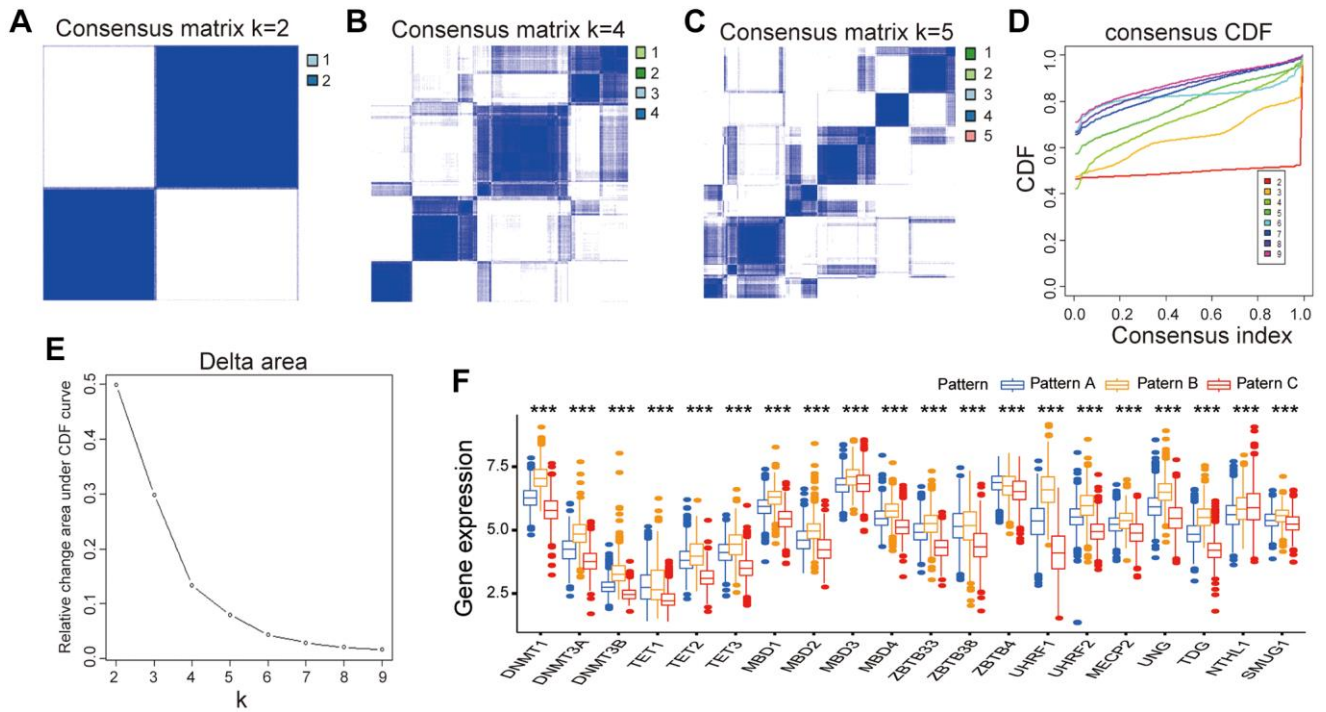 A
Consensus matrix k=2
1
2
B
Consensus matrix k=4
1
2
3
4
C
Consensus matrix k=5
1
2
3
4
5
D
consensus CDF
CDF
1.0
0.8
0.6
0.4
0.2
0.0
2
3
4
5
6
7
8
9
0.0 0.2 0.4 0.6 0.8 1.0
Consensus index
E
Delta area
Relative change area under CDF curve
0.5
0.4
0.3
0.2
0.1
0.0
2 3 4 5 6 7 8 9
k
F
Pattern Pattern A Patern B Patern C
*** *** *** *** *** *** *** *** *** *** *** *** *** *** *** *** *** *** *** ***
Gene expression
7.5
5.0
2.5
DNMT1 DNMT3A DNMT3B TET1 TET2 TET3 MBD1 MBD2 MBD3 MBD4 ZBTB33 ZBTB38 ZBTB4 UHRF1 UHRF2 MECP2 UNG TDG NTHL1 SMUG1